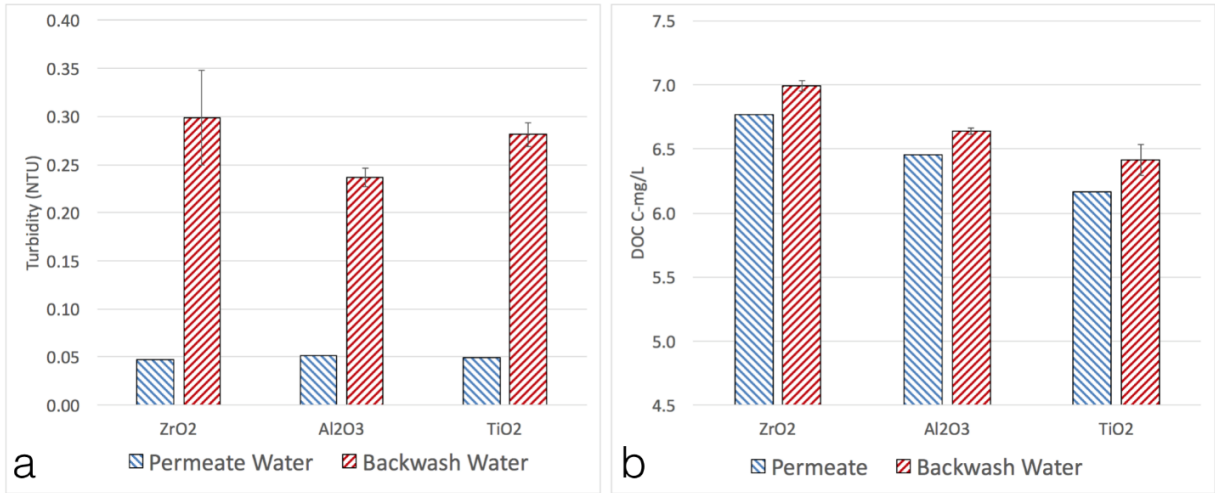 0.40
0.35
0.30
0.25
0.20
0.15
0.10
0.05
0.00
Turbidity (NTU)
ZrO2 Al2O3 TiO2
a
Permeate Water Backwash Water
7.5
7.0
6.5
6.0
5.5
5.0
4.5
DOC C-mg/L
ZrO2 Al2O3 TiO2
b
Permeate Backwash Water